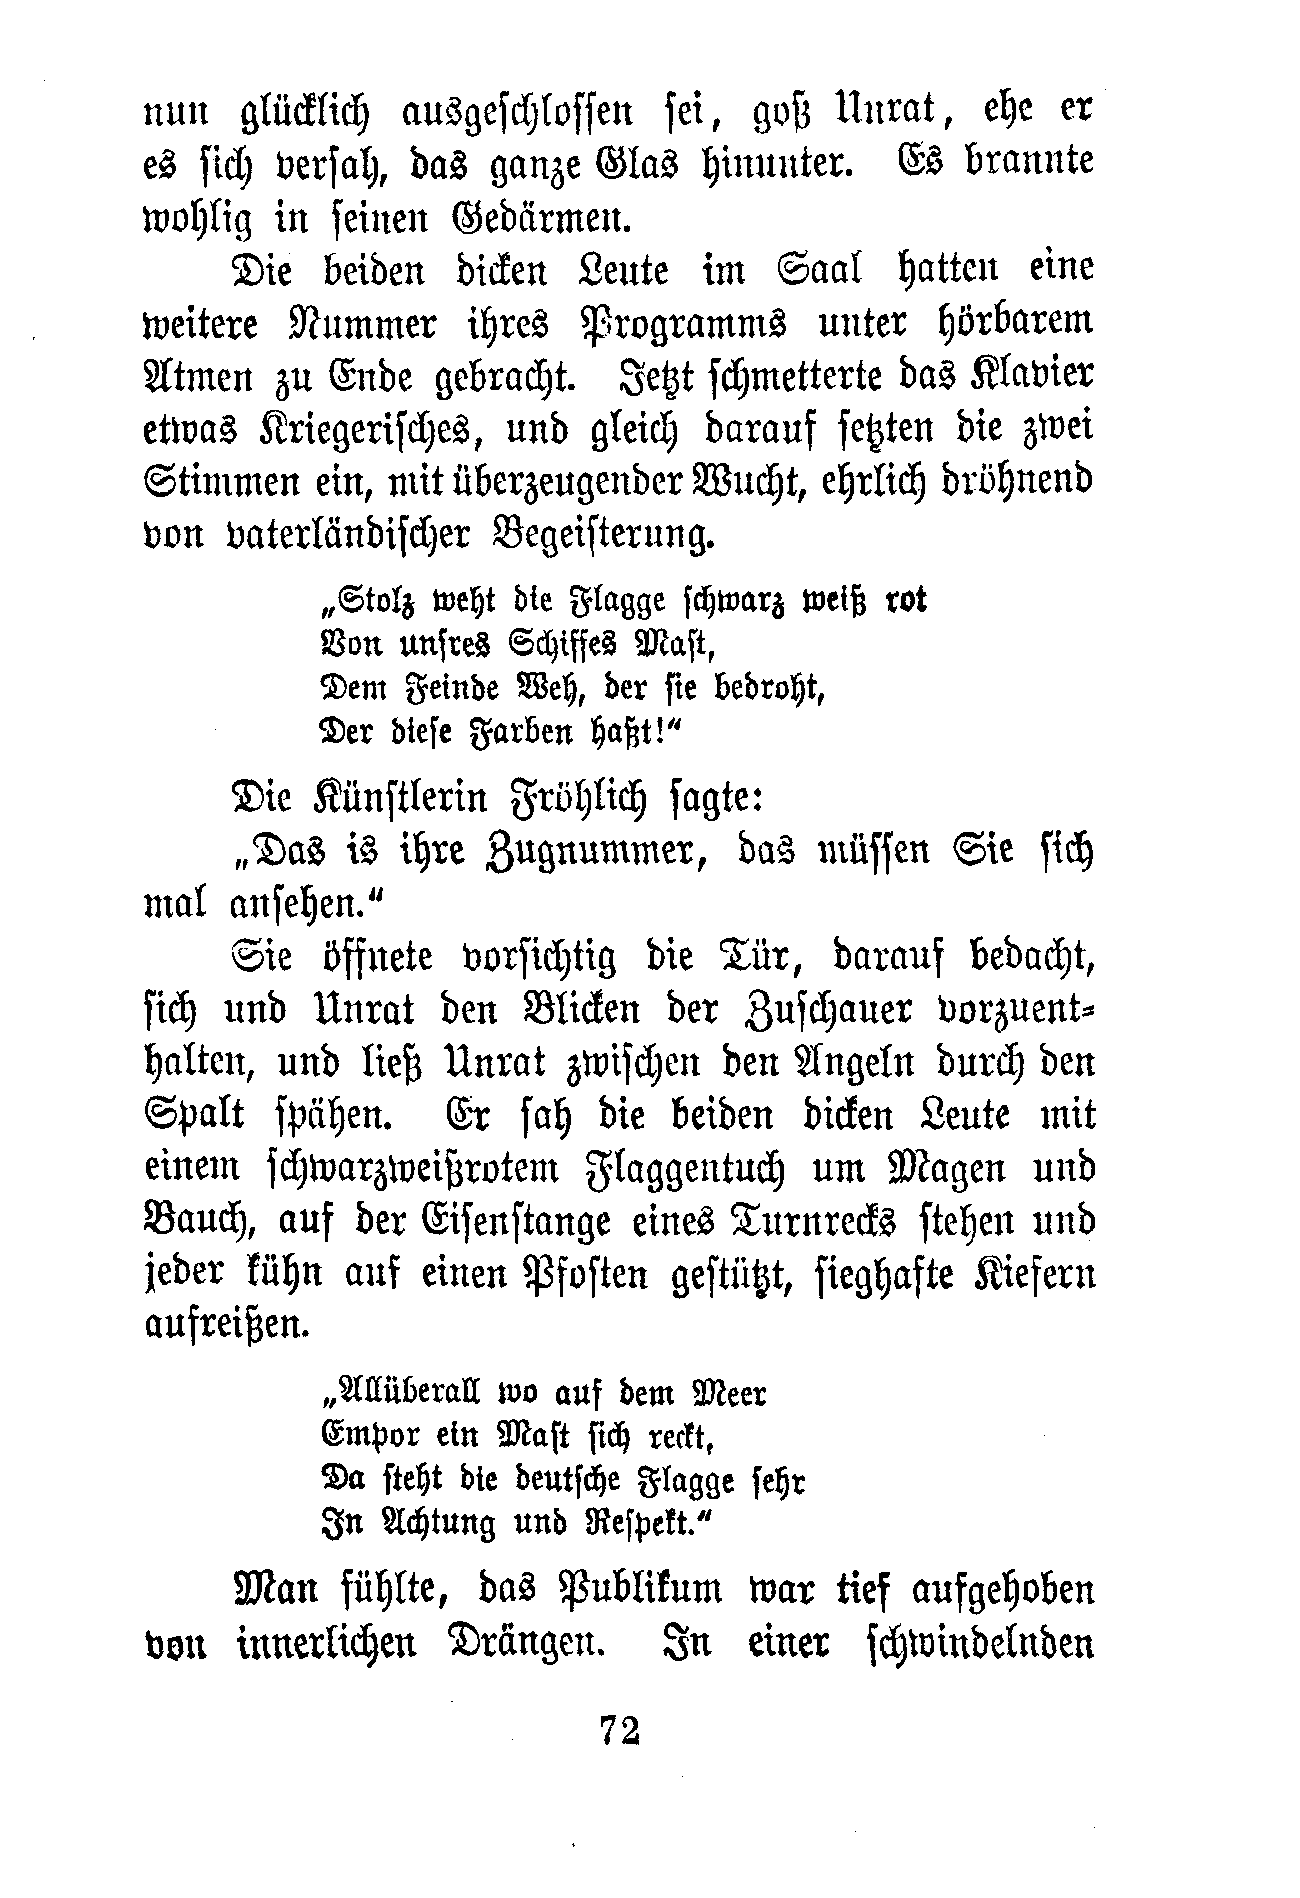 nun glücklich ausgeschlossen sei, goß Unrat, ehe er
es sich versah, das ganze Glas hinunter. Es brannte
wohlig in seinen Gedärmen.
Die beiden dicken Leute im Saal hatten eine
weitere Nummer ihres Programms unter hörbarem
Atmen zu Ende gebracht. Jetzt schmetterte das Klavier
etwas Kriegerisches, und gleich darauf setzten die zwei
Stimmen ein, mit überzeugender Wucht, ehrlich dröhnend
von vaterländischer Begeisterung.
„Stolz weht die Flagge schwarz weiß rot
Von unsres Schiffes Mast,
Dem Feinde Weh, der sie bedroht,
Der diese Farben haßt!“
Die Künstlerin Fröhlich sagte:
„Das is ihre Zugnummer, das müssen Sie sich
mal ansehen.“
Sie öffnete vorsichtig die Tür, darauf bedacht,
sich und Unrat den Blicken der Zuschauer vorzuent-
halten, und ließ Unrat zwischen den Angeln durch den
Spalt spähen. Er sah die beiden dicken Leute mit
einem schwarzweißrotem Flaggentuch um Magen und
Bauch, auf der Eisenstange eines Turnrecks stehen und
jeder kühn auf einen Pfosten gestützt, sieghafte Kiefern
aufreißen.
„Allüberall wo auf dem Meer
Empor ein Mast sich reckt,
Da steht die deutsche Flagge sehr
In Achtung und Respekt.“
Man fühlte, das Publikum war tief aufgehoben
von innerlichen Drängen. In einer schwindelnden
72